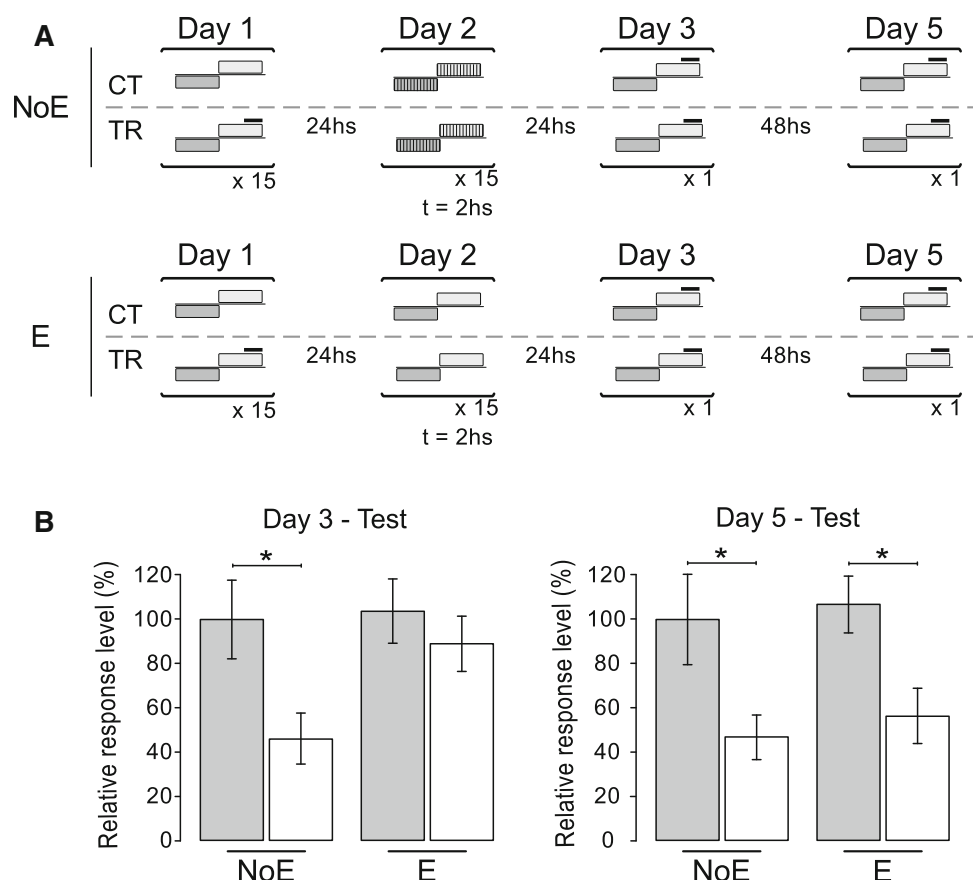 A
Day 1 Day 2 Day 3 Day 5
NoE
CT
TR
24hs 24hs 48hs
x 15 x 15 x 1 x 1
t = 2hs
Day 1 Day 2 Day 3 Day 5
E
CT
TR
24hs 24hs 48hs
x 15 x 15 x 1 x 1
t = 2hs
B
Day 3 - Test
Relative response level (%)
120
100
80
60
40
20
0
*
NoE E
Day 5 - Test
Relative response level (%)
120
100
80
60
40
20
0
* *
NoE E